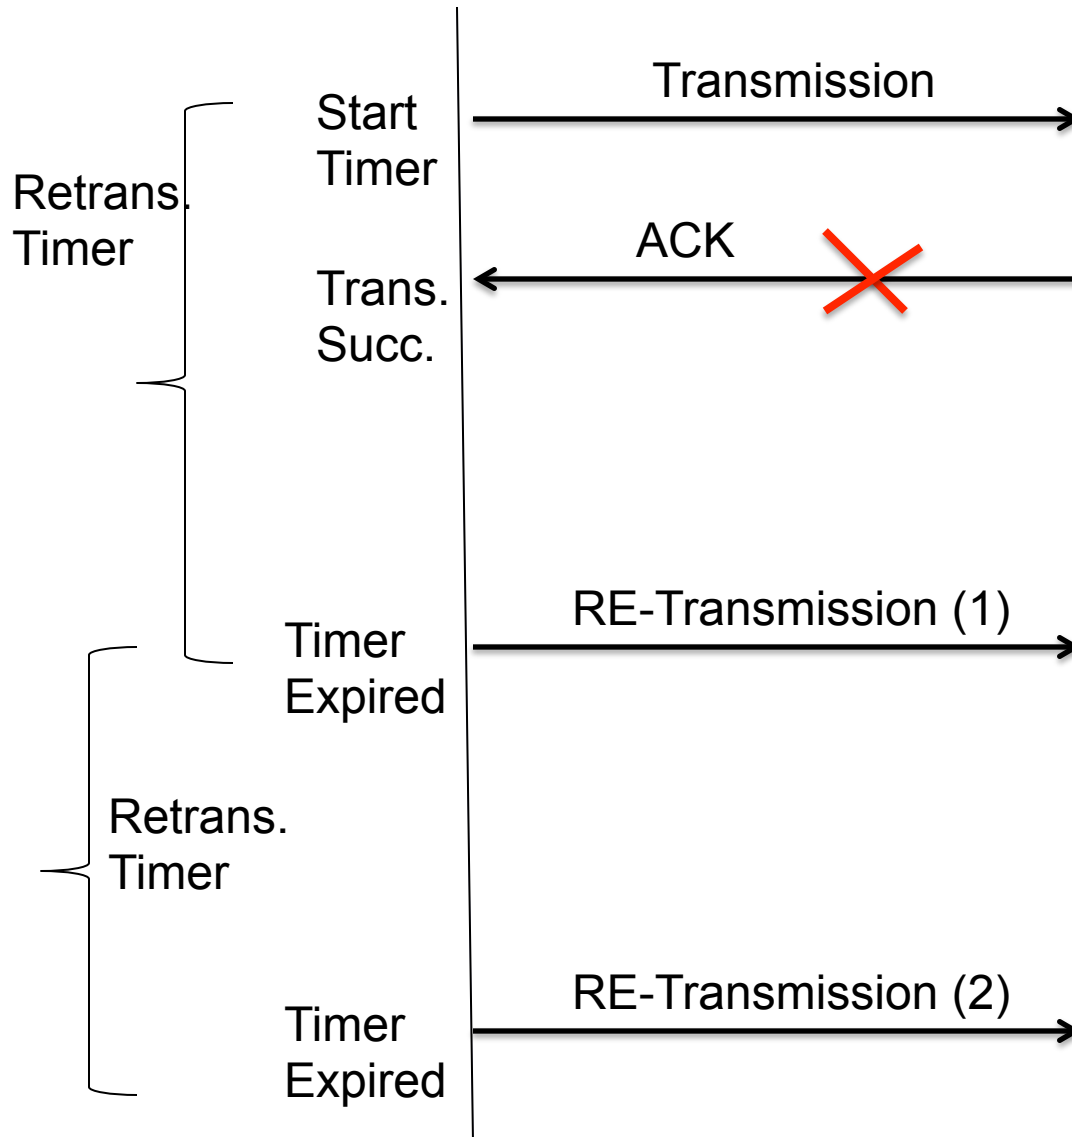 Transmission
Start
Timer
Retrans.
Timer
ACK
Trans.
Succ.
RE-Transmission (1)
Timer
Expired
Retrans.
Timer
RE-Transmission (2)
Timer
Expired